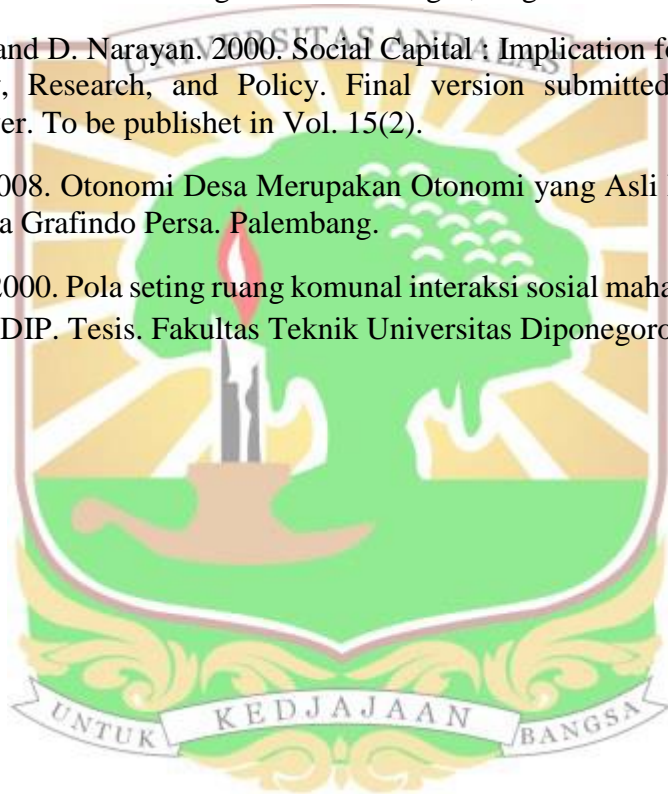 and D. Narayan. 2000. Social Capital : Implication fo
, Research, and Policy. Final version submitted
er. To be publishet in Vol. 15(2).
008. Otonomi Desa Merupakan Otonomi yang Asli
a Grafindo Persa. Palembang.
2000. Pola seting ruang komunal interaksi sosial maha
DIP. Tesis. Fakultas Teknik Universitas Diponegoro
UNIVERSITAS ANDALAS
UNTUK KEDJAJAAN BANGSA